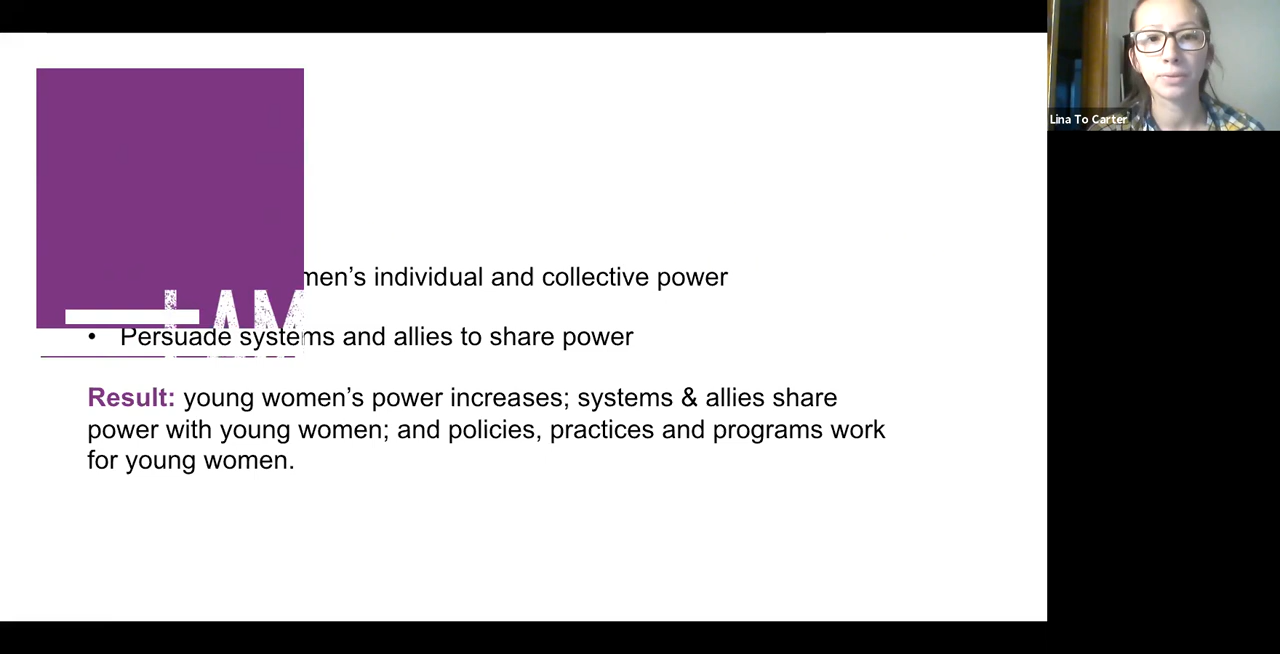 Lina To Carter
I AM
men’s individual and collective power
• Persuade systems and allies to share power
Result: young women’s power increases; systems & allies share
power with young women; and policies, practices and programs work
for young women.